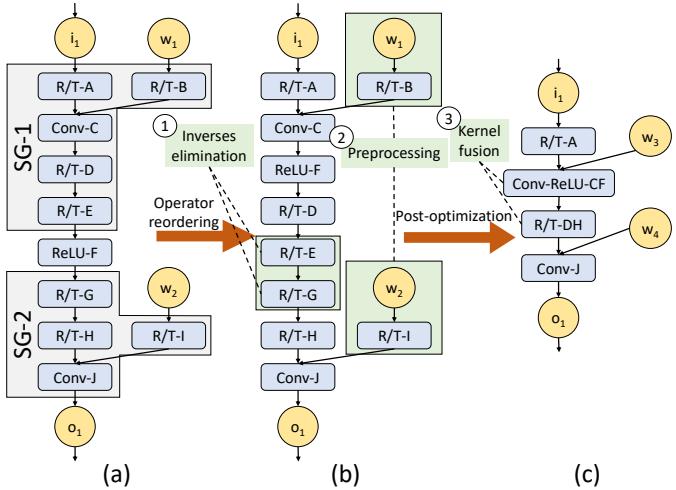 i1
w1
R/T-A
R/T-B
Conv-C
R/T-D
R/T-E
SG-1
ReLU-F
R/T-G
w2
R/T-H
R/T-I
Conv-J
SG-2
o1
(a)
Operator
reordering
i1
w1
R/T-A
R/T-B
1
Inverses
elimination
Conv-C
2
Preprocessing
ReLU-F
R/T-D
R/T-E
R/T-G
w2
R/T-H
R/T-I
Conv-J
o1
(b)
Post-optimization
3
Kernel
fusion
i1
R/T-A
w3
Conv-ReLU-CF
R/T-DH
w4
Conv-J
o1
(c)